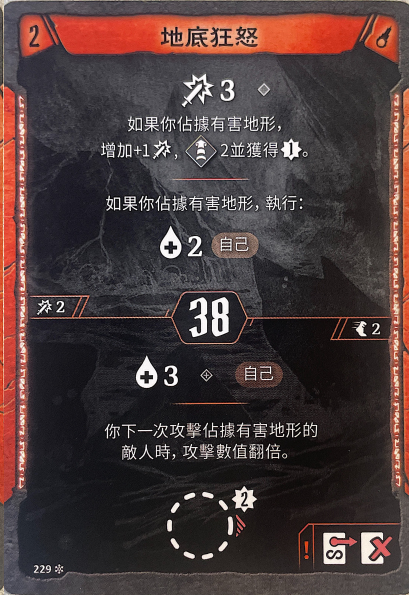 2 地底狂怒
3
如果你佔據有害地形，
增加+1，2並獲得1。
如果你佔據有害地形，執行：
2 自己
2
38
2
3 自己
你下一次攻擊佔據有害地形的
敵人時，攻擊數值翻倍。
2
!
229